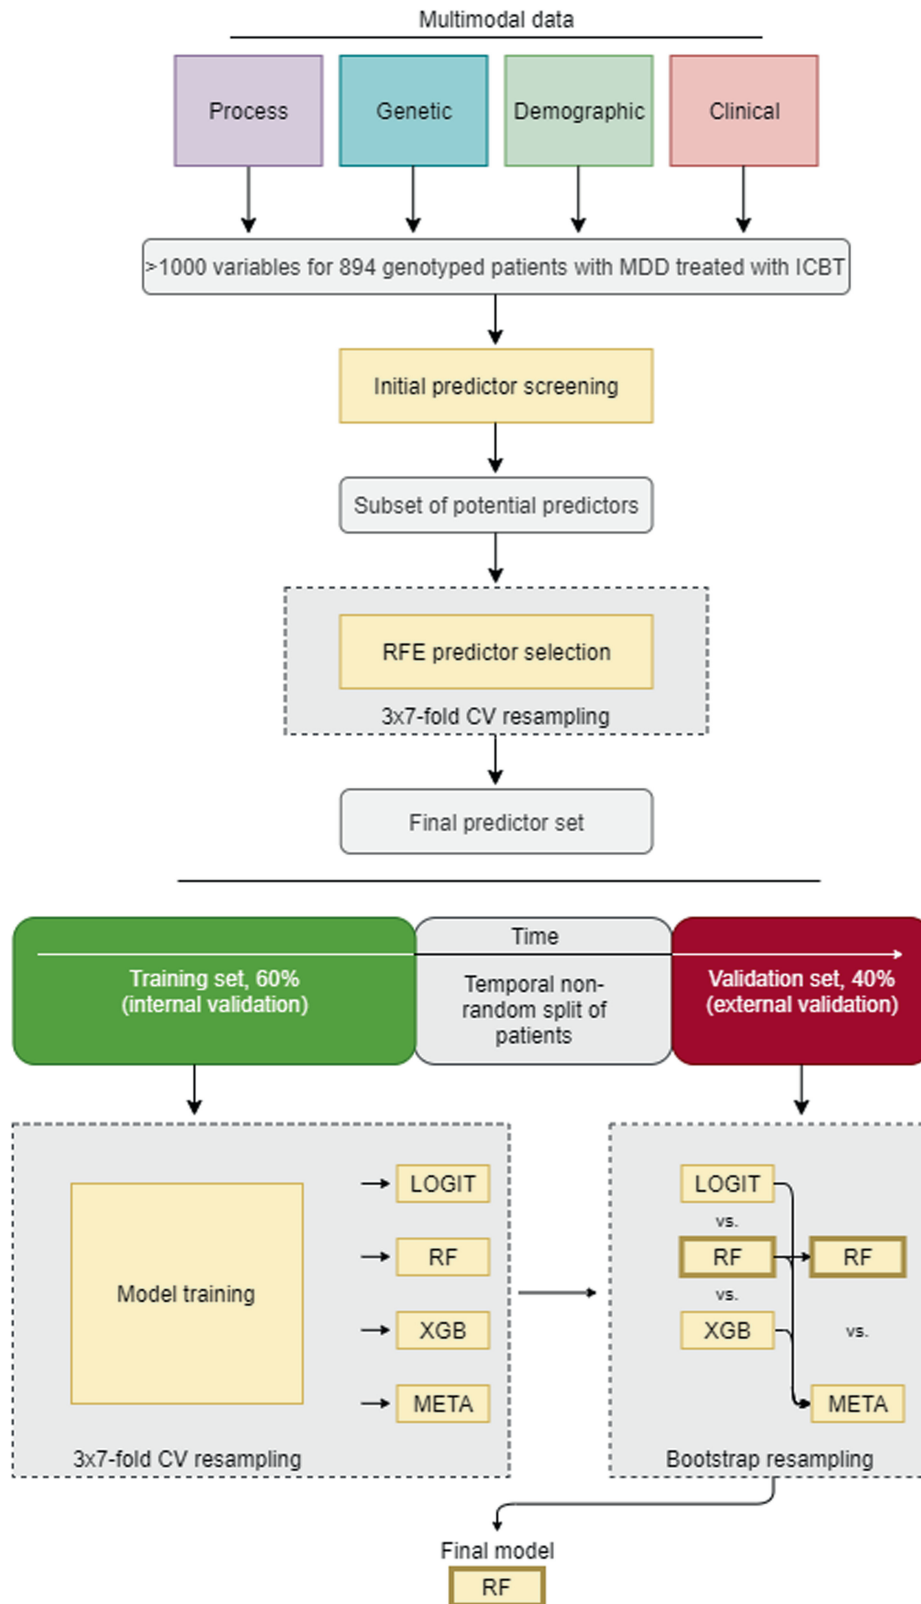 Multimodal data
Process
Genetic
Demographic
Clinical
>1000 variables for 894 genotyped patients with MDD treated with ICBT
Initial predictor screening
Subset of potential predictors
RFE predictor selection
3x7-fold CV resampling
Final predictor set
Time
Training set, 60%
(internal validation)
Temporal non-
random split of
patients
Validation set, 40%
(external validation)
Model training
LOGIT
RF
XGB
META
3x7-fold CV resampling
LOGIT
vs.
RF
vs.
XGB
RF
vs.
META
Bootstrap resampling
Final model
RF